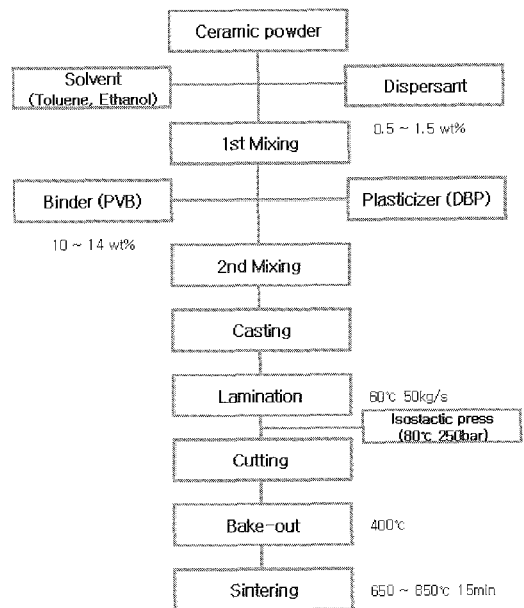 Ceramic powder
Solvent
(Toluene, Ethanol)
Dispersant
0.5 ~ 1.5 wt%
1st Mixing
Binder (PVB)
Plasticizer (DBP)
10 ~ 14 wt%
2nd Mixing
Casting
Lamination
60℃ 50kg/s
Isostactic press
(80℃ 250bar)
Cutting
Bake-out
400℃
Sintering
650 ~ 850℃ 15min